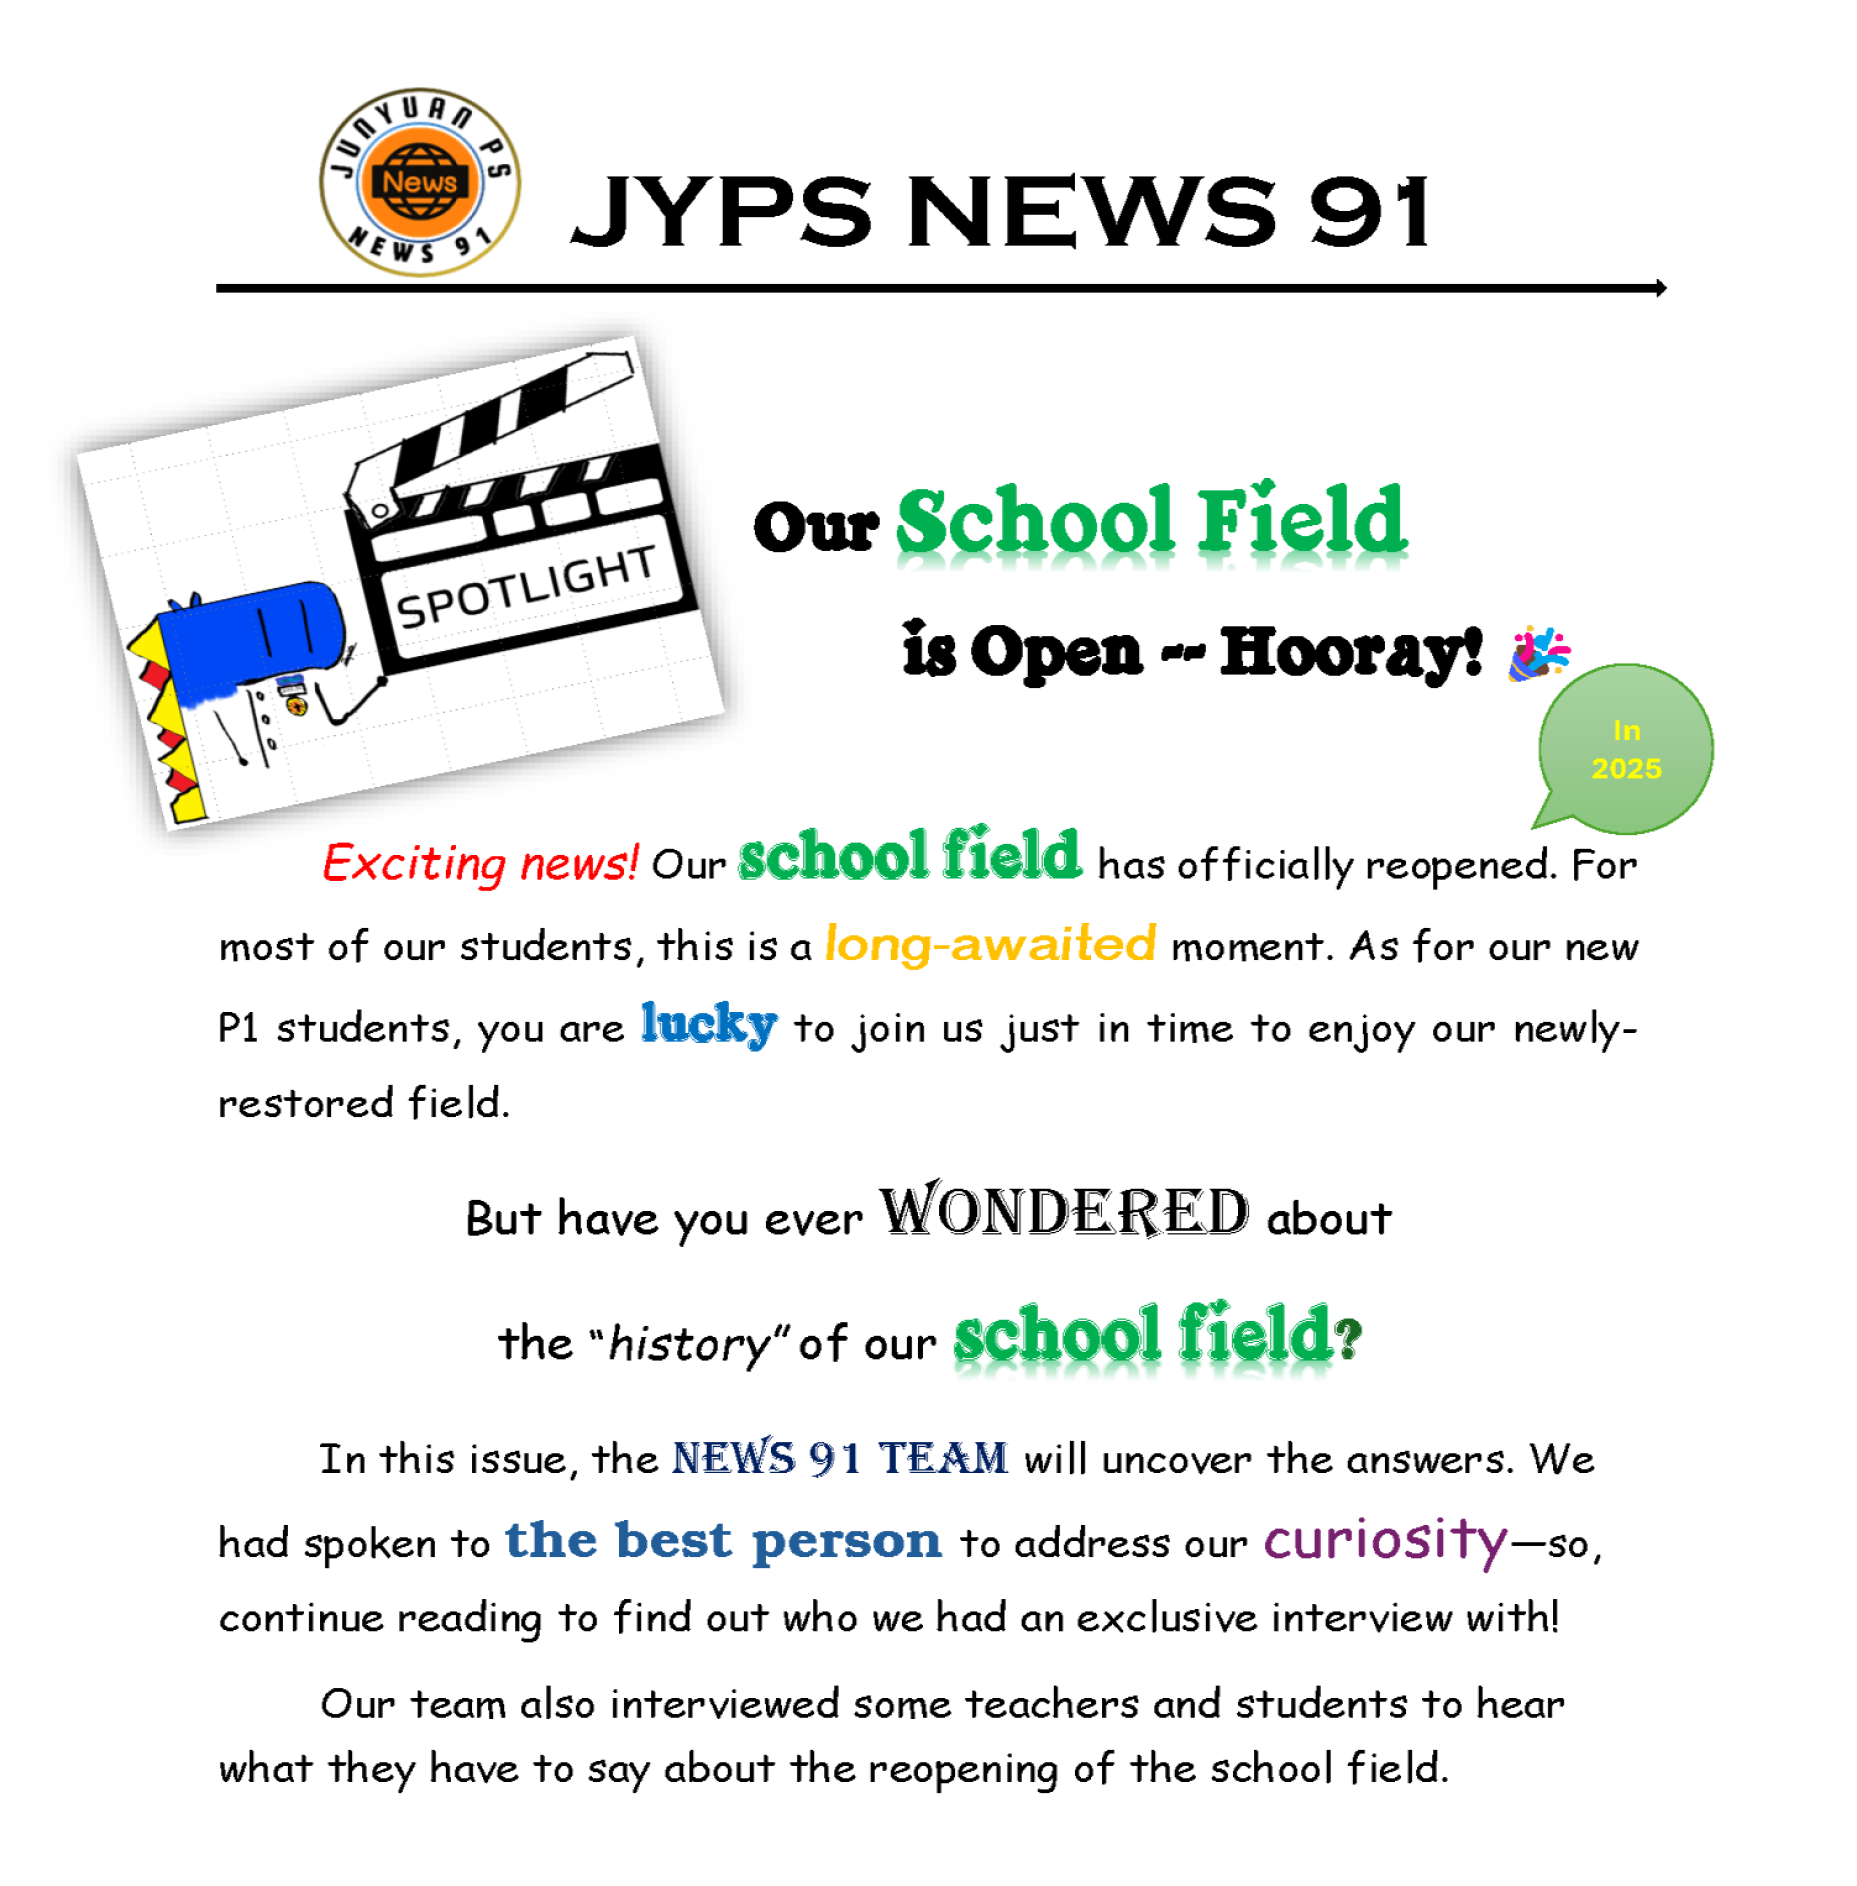 JUNYUAN PS
News
NEWS 91
JYPS NEWS 91
SPOTLIGHT
Our School Field
is Open -- Hooray! 🎉
In
2025
Exciting news! Our school field has officially reopened. For
most of our students, this is a long-awaited moment. As for our new
P1 students, you are lucky to join us just in time to enjoy our newly-
restored field.
But have you ever WONDERED about
the “history” of our school field?
In this issue, the NEWS 91 TEAM will uncover the answers. We
had spoken to the best person to address our curiosity—so,
continue reading to find out who we had an exclusive interview with!
Our team also interviewed some teachers and students to hear
what they have to say about the reopening of the school field.